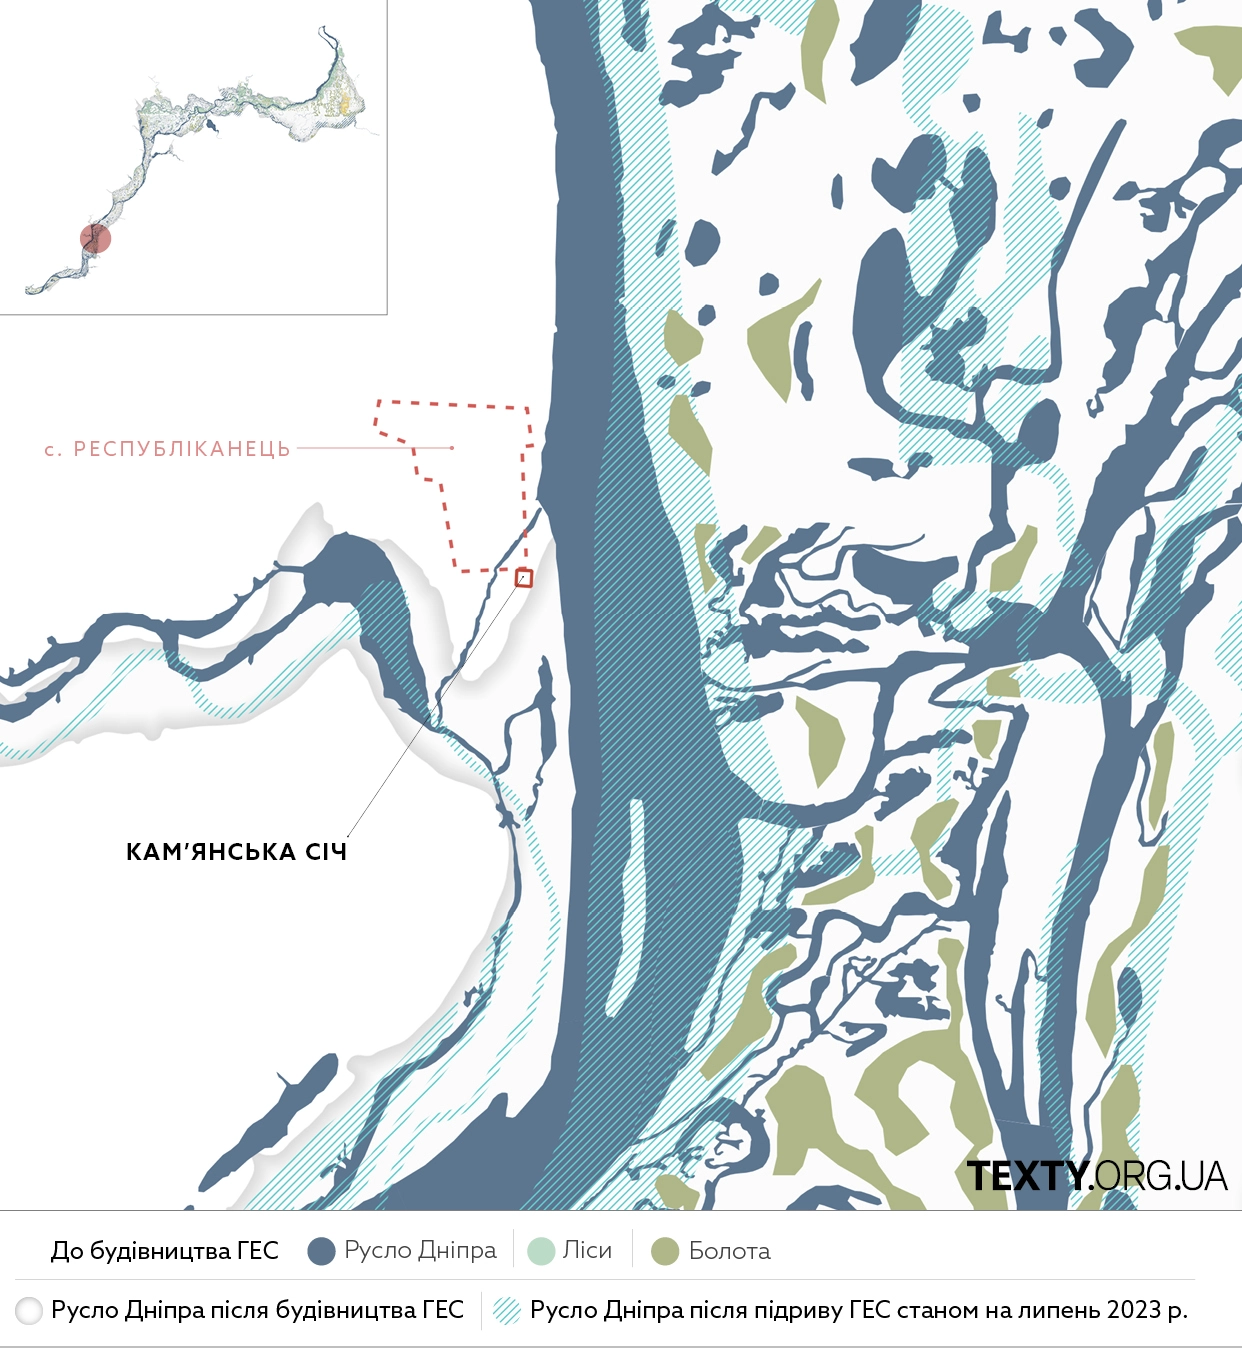 с. РЕСПУБЛІКАНЕЦЬ
КАМ’ЯНСЬКА СІЧ
TEXTY.ORG.UA
До будівництва ГЕС Русло Дніпра Ліси Болота
Русло Дніпра після будівництва ГЕС Русло Дніпра після підриву ГЕС станом на липень 2023 р.